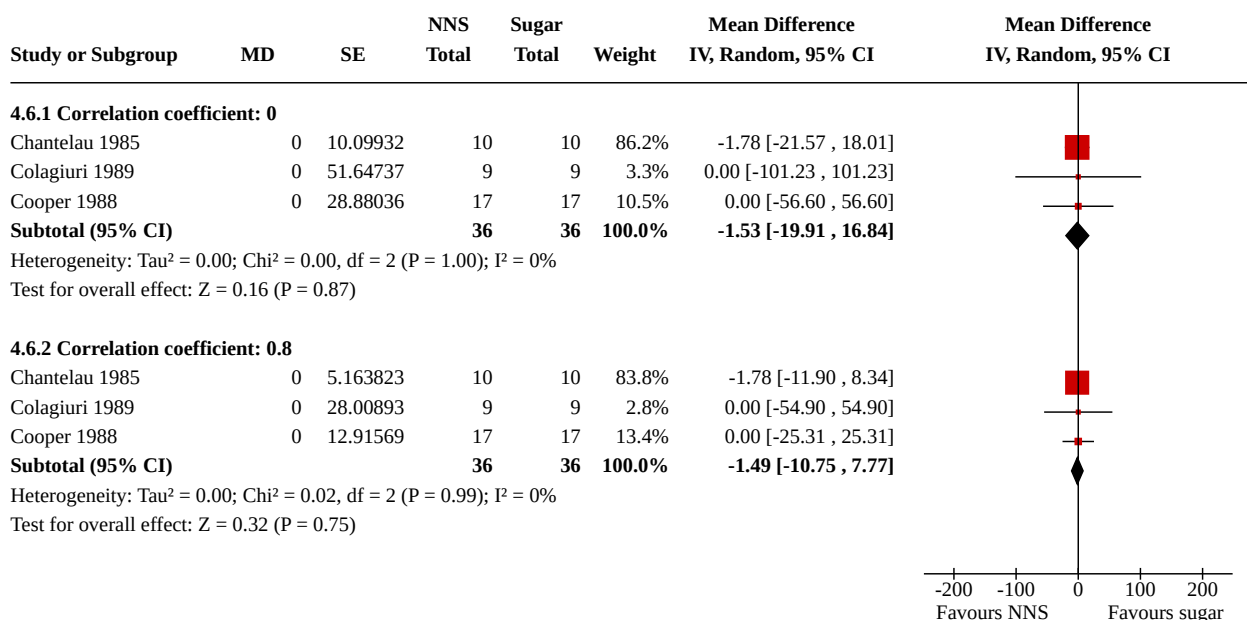 NNS Sugar Mean Difference Mean Difference
Study or Subgroup MD SE Total Total Weight IV, Random, 95% CI IV, Random, 95% CI
4.6.1 Correlation coefficient: 0
Chantelau 1985 0 10.09932 10 10 86.2% -1.78 [-21.57 , 18.01]
Colagiuri 1989 0 51.64737 9 9 3.3% 0.00 [-101.23 , 101.23]
Cooper 1988 0 28.88036 17 17 10.5% 0.00 [-56.60 , 56.60]
Subtotal (95% CI) 36 36 100.0% -1.53 [-19.91 , 16.84]
Heterogeneity: Tau² = 0.00; Chi² = 0.00, df = 2 (P = 1.00); I² = 0%
Test for overall effect: Z = 0.16 (P = 0.87)
4.6.2 Correlation coefficient: 0.8
Chantelau 1985 0 5.163823 10 10 83.8% -1.78 [-11.90 , 8.34]
Colagiuri 1989 0 28.00893 9 9 2.8% 0.00 [-54.90 , 54.90]
Cooper 1988 0 12.91569 17 17 13.4% 0.00 [-25.31 , 25.31]
Subtotal (95% CI) 36 36 100.0% -1.49 [-10.75 , 7.77]
Heterogeneity: Tau² = 0.00; Chi² = 0.02, df = 2 (P = 0.99); I² = 0%
Test for overall effect: Z = 0.32 (P = 0.75)
-200 -100 0 100 200
Favours NNS Favours sugar